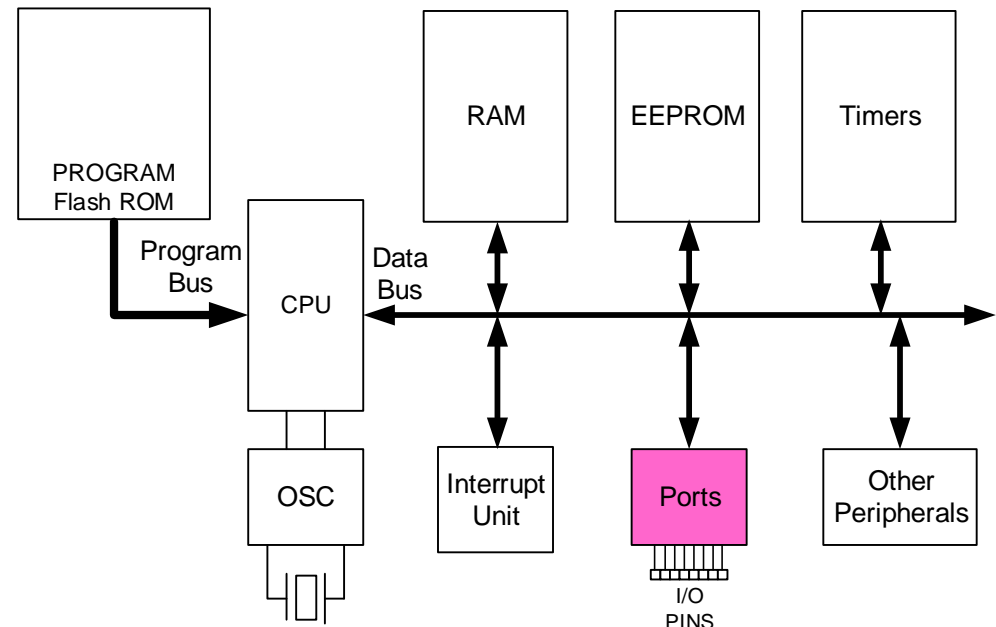 PROGRAM
Flash ROM
RAM
EEPROM
Timers
Program
Bus
CPU
Data
Bus
OSC
Interrupt
Unit
Ports
Other
Peripherals
I/O
PINS